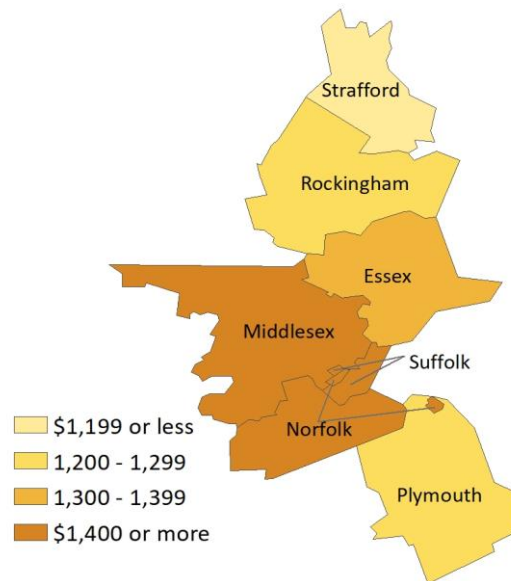 Strafford
Rockingham
Essex
Middlesex
Suffolk
Norfolk
Plymouth
$1,199 or less
1,200 - 1,299
1,300 - 1,399
$1,400 or more